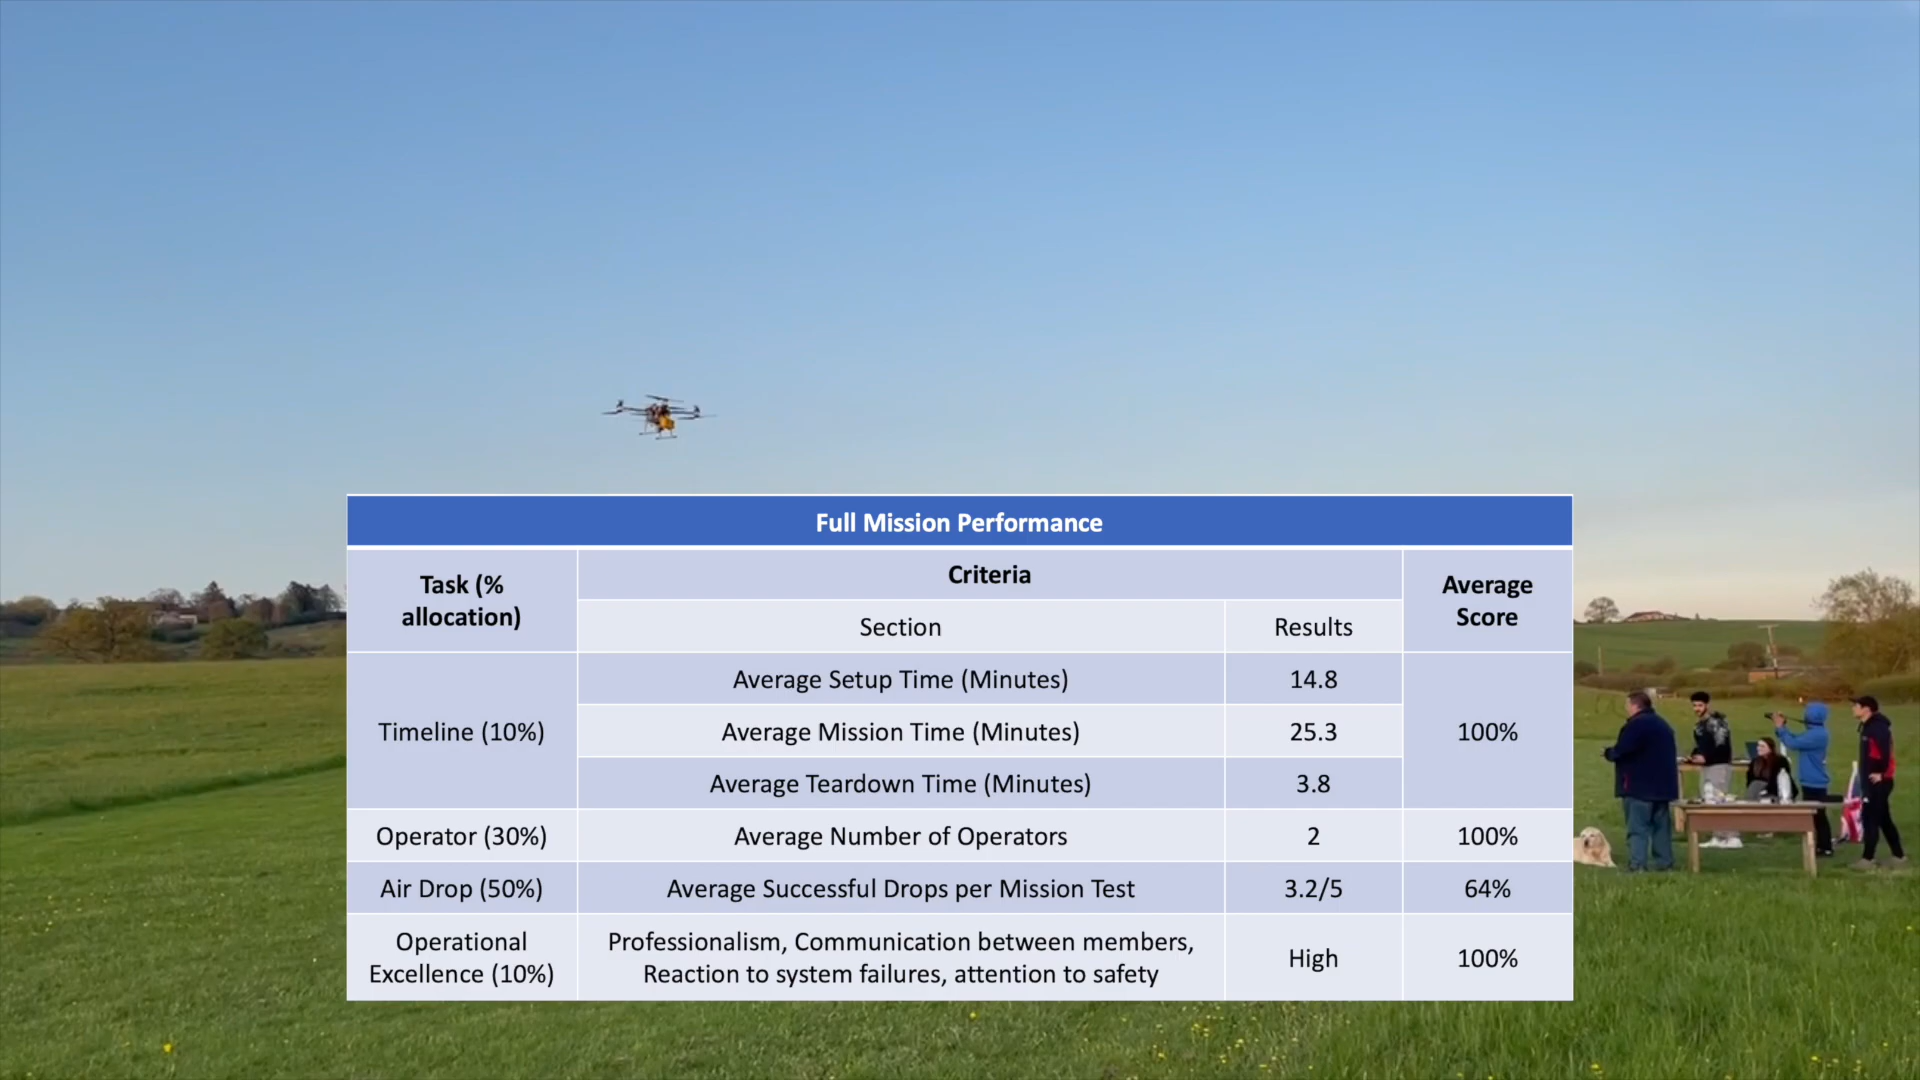 Full Mission Performance
Task (%
allocation)
Criteria
Average
Score
Section
Results
Average Setup Time (Minutes)
14.8
Timeline (10%)
Average Mission Time (Minutes)
25.3
100%
Average Teardown Time (Minutes)
3.8
Operator (30%)
Average Number of Operators
2
100%
Air Drop (50%)
Average Successful Drops per Mission Test
3.2/5
64%
Operational
Excellence (10%)
Professionalism, Communication between members,
Reaction to system failures, attention to safety
High
100%